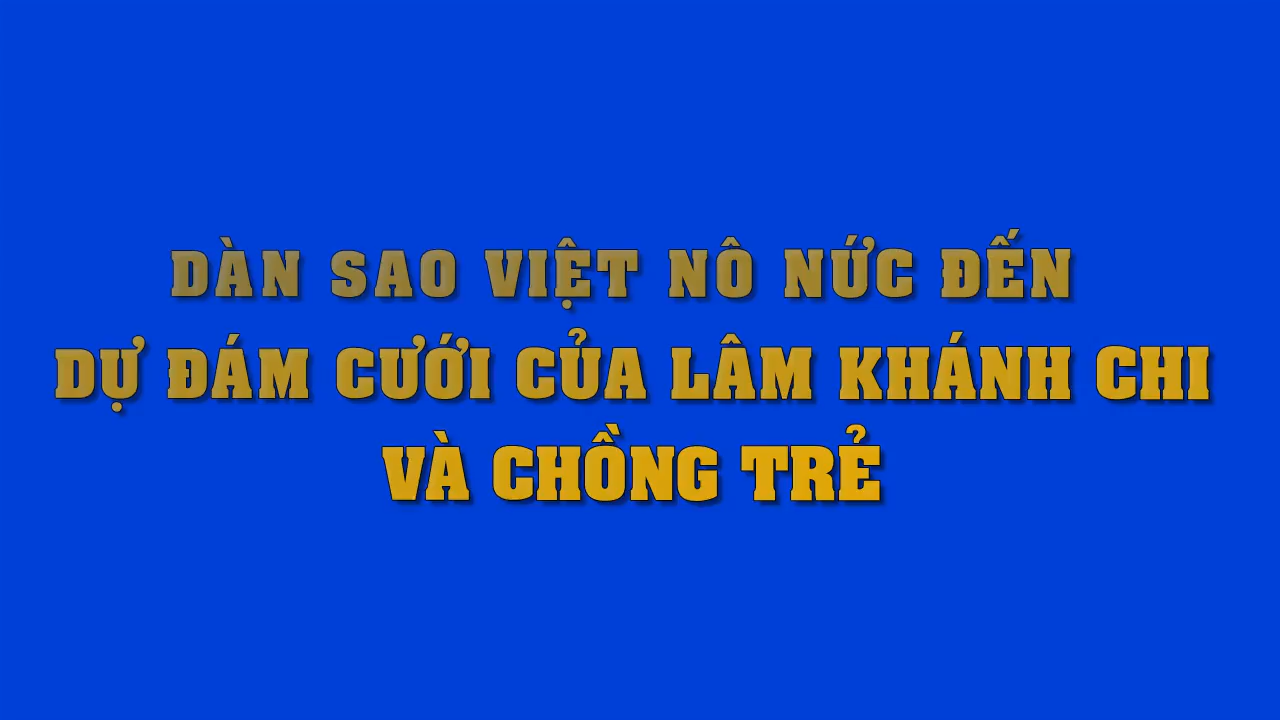 DÀN SAO VIỆT NÔ NỨC ĐẾN
DỰ ĐÁM CƯỚI CỦA LÂM KHÁNH CHI
VÀ CHỒNG TRẺ